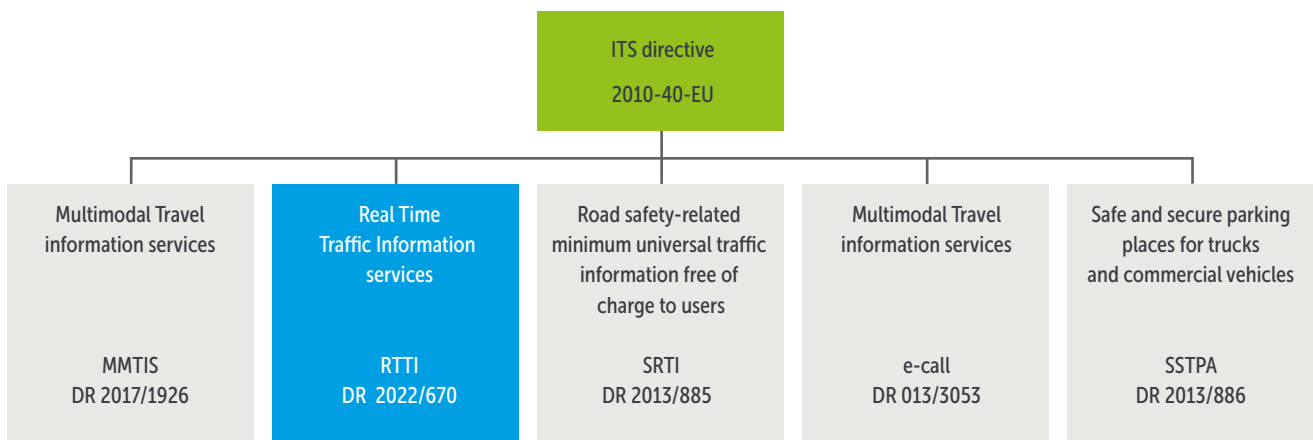 ITS directive
2010-40-EU
Multimodal Travel
information services
MMTIS
DR 2017/1926
Real Time
Traffic Information
services
RTTI
DR 2022/670
Road safety-related
minimum universal traffic
information free of
charge to users
SRTI
DR 2013/885
Multimodal Travel
information services
e-call
DR 013/3053
Safe and secure parking
places for trucks
and commercial vehicles
SSTPA
DR 2013/886